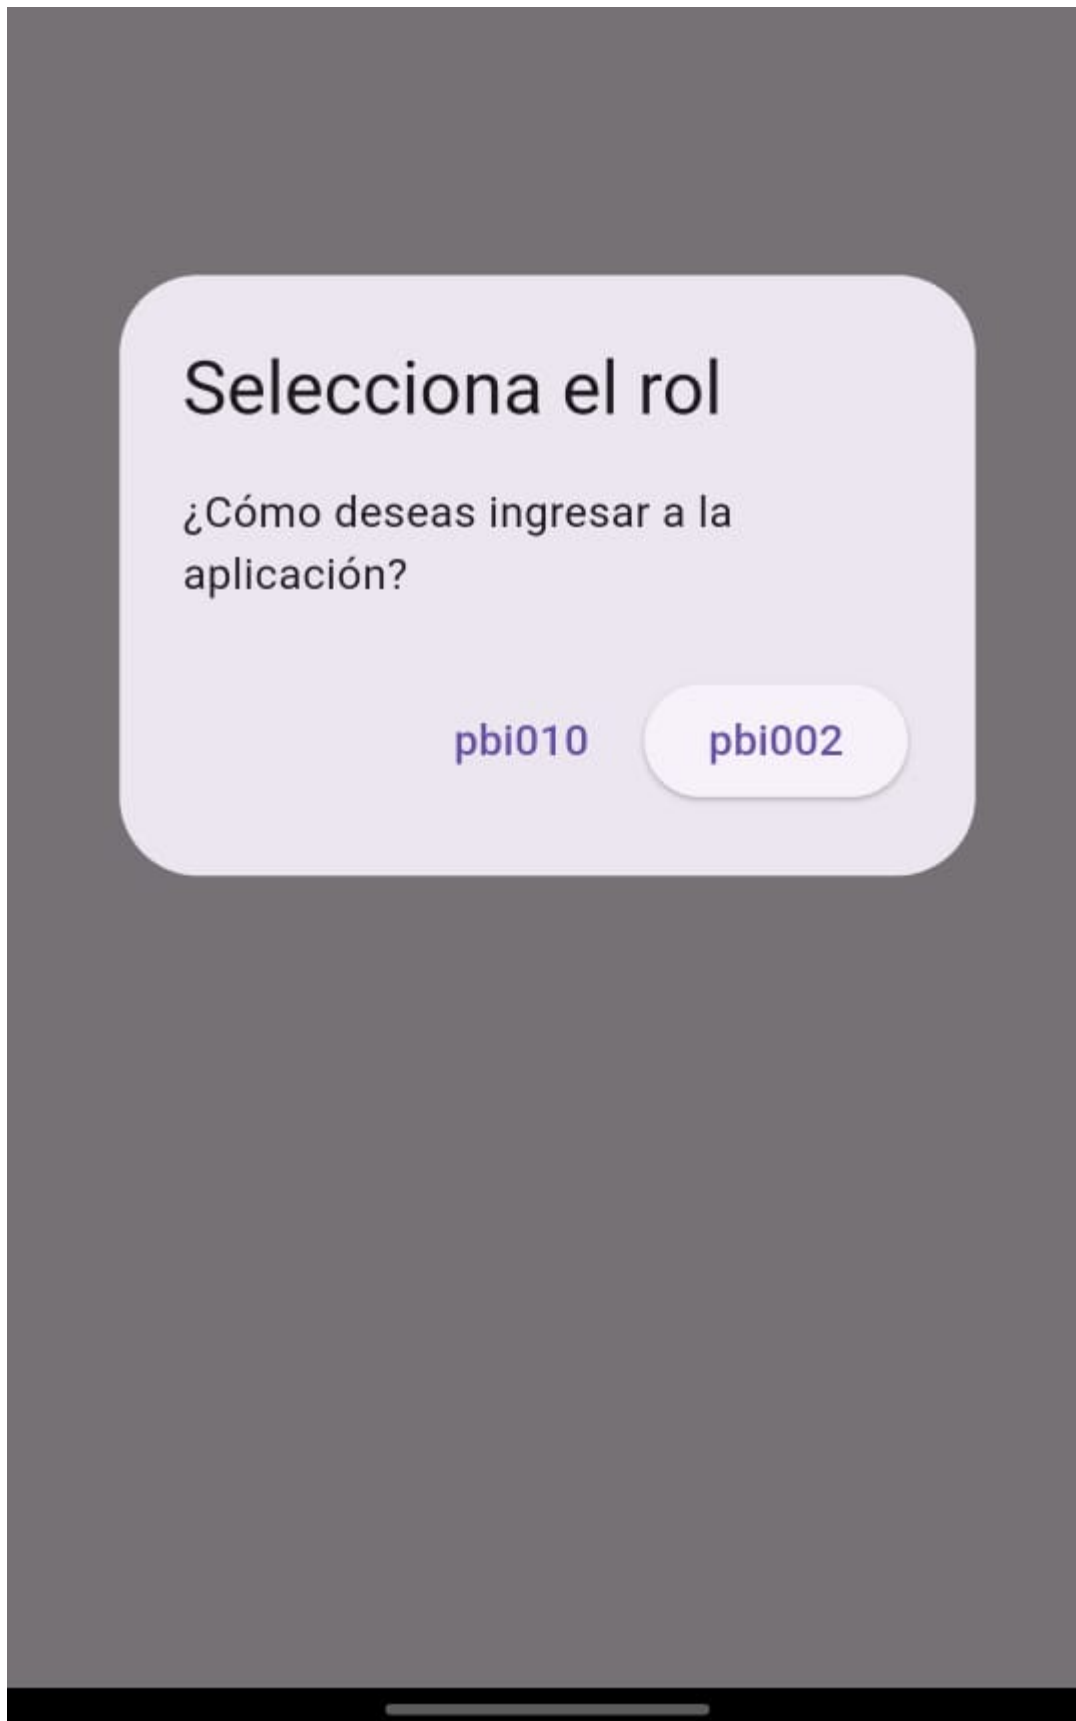 Selecciona el rol
¿Cómo deseas ingresar a la
aplicación?
pbi010 pbi002